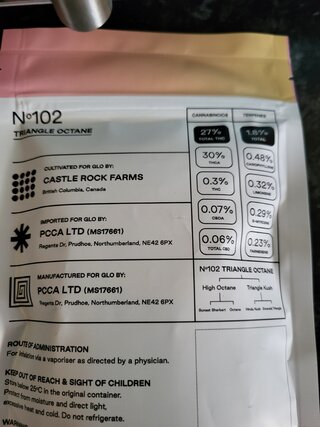 Nº102
TRIANGLE OCTANE
CULTIVATED FOR GLO BY:
CASTLE ROCK FARMS
British Columbia, Canada
IMPORTED FOR GLO BY:
PCCA LTD (MS17661)
Regents Dr, Prudhoe, Northumberland, NE42 6PX
MANUFACTURED FOR GLO BY:
PCCA LTD (MS17661)
Regents Dr, Prudhoe, Northumberland, NE42 6PX
CANNABINOIDS
27%
TOTAL THC
30%
THCA
0.3%
THC
0.07%
CBDA
0.06%
TOTAL CBD
TERPENES
1.8%
TOTAL
0.48%
CARYOPHYLLENE
0.32%
LIMONENE
0.29%
B-MYRCENE
0.23%
FARNESENE
Nº102 TRIANGLE OCTANE
High Octane Triangle Kush
Sunset Sherbert Octane Hindu Kush Emerald Triangle
ROUTE OF ADMINISTRATION
For inhalation via a vaporiser as directed by a physician.
KEEP OUT OF REACH & SIGHT OF CHILDREN
Store below 25°C in the original container.
Protect from moisture and direct light,
excessive heat and cold. Do not refrigerate.